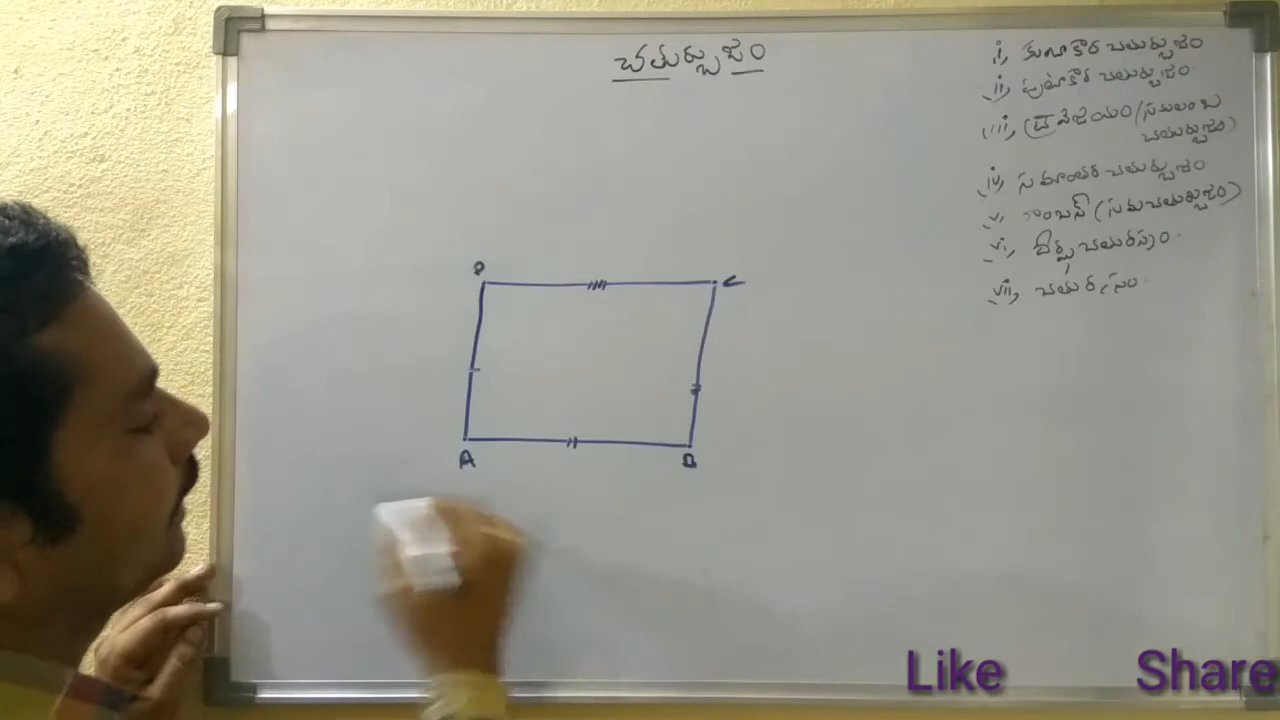 చతుర్భుజం
i, కుంభాకార చతుర్భుజం
ii, పుటాకార చతుర్భుజం
iii, (ట్రాపిజియం/సమలంబ
చతుర్భుజం)
iv, సమాంతర చతుర్భుజం
v, రాంబస్ (సమచతుర్భుజం)
vi, దీర్ఘ చతురస్రం
vii, చతురస్రం
D
C
A
B
Like Share